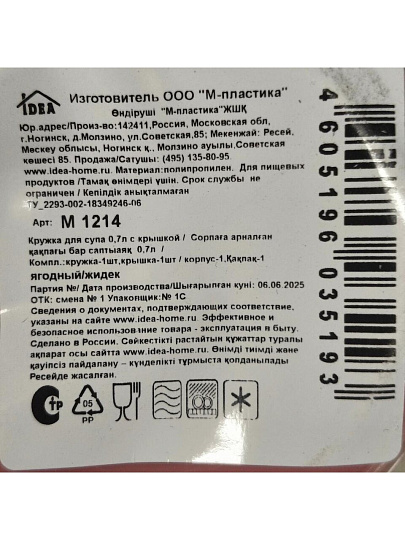 IDEA
Изготовитель ООО "М-пластика"
Өндіруші "М-пластика"ЖШҚ
Юр.адрес/Произ-во:142411,Россия, Московская обл,
г.Ногинск, д.Молзино, ул.Советская,85; Мекенжай: Ресей,
Мескеу облысы, Ногинск қ.. Молзино ауылы,Советская
көшесі 85. Продажа/Сатушы: (495) 135-80-95
www.idea-home.ru. Материал:полипропилен. Для пищевых
продуктов /Тамақ өнімдері үшін. Срок службы не
ограничен / Кепілдік анықталмаған
ТУ_2293-002-18349246-06
Арт: М 1214
Кружка для супа 0,7л с крышкой / Сорпаға арналған
қақпағы бар саптыаяқ 0,7л /
Компл.:кружка-1шт,крышка-1шт / корпус-1,Қақпақ-1
ягодный/жидек
Партия №/Дата производства/Шығарылған күні: 06.06.2025
ОТК: смена № 1 Упаковщик: № 1С
Сведения о документах, подтверждающих соответствие,
указаны на сайте www.idea-home.ru. Эффективное и
безопасное использование товара - эксплуатация в быту.
Сделано в России. Сәйкестікті растайтын құжаттар туралы
ақпарат осы сайтта www.idea-home.ru. Өнімді тиімді және
қауіпсіз пайдалану – күнделікті тұрмыста қолданылады
Ресейде жасалған.
4 605196 035193
СТР
05
PP